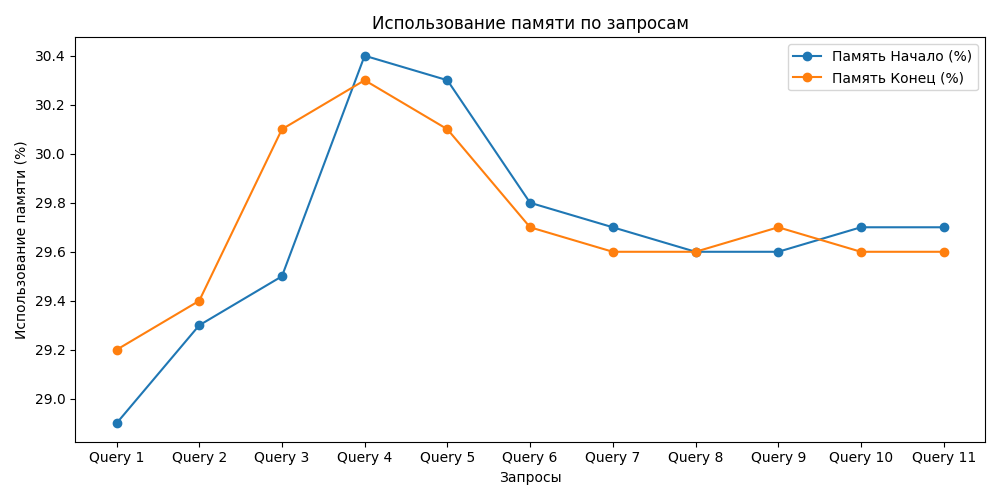 Использование памяти по запросам
Память Начало (%)
Память Конец (%)
Использование памяти (%)
30.4
30.2
30.0
29.8
29.6
29.4
29.2
29.0
Query 1 Query 2 Query 3 Query 4 Query 5 Query 6 Query 7 Query 8 Query 9 Query 10 Query 11
Запросы